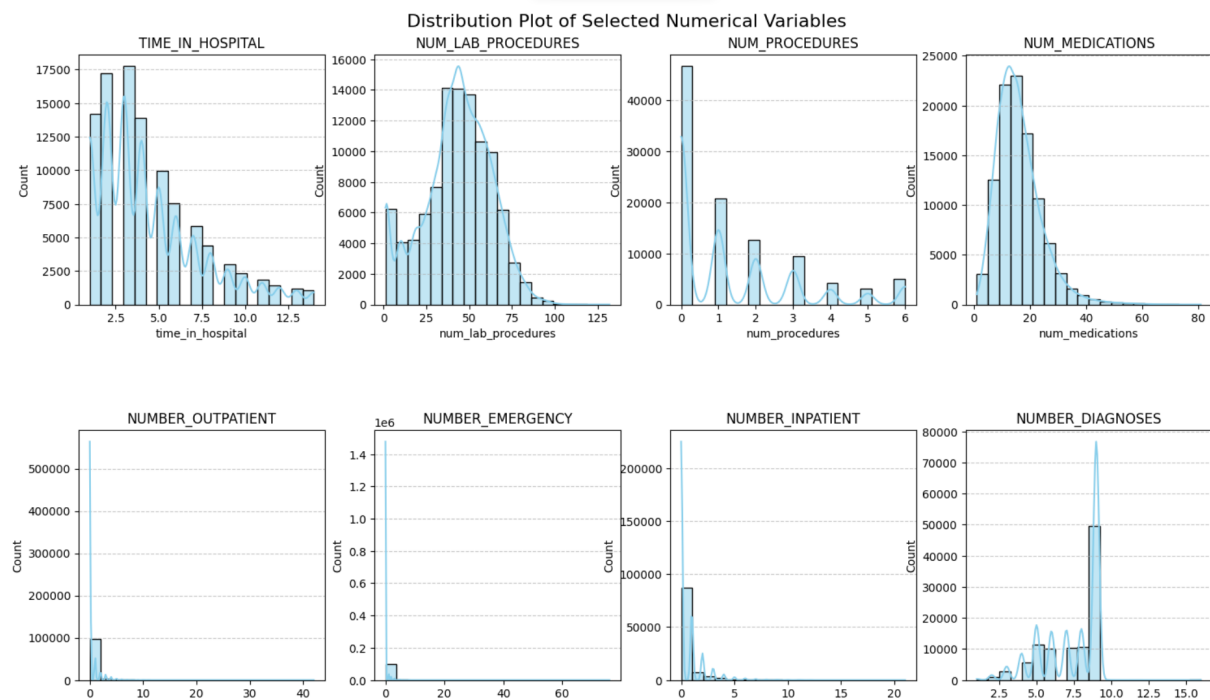 Distribution Plot of Selected Numerical Variables
TIME_IN_HOSPITAL
17500
15000
12500
10000
7500
5000
2500
0
Count
2.5 5.0 7.5 10.0 12.5
time_in_hospital
NUM_LAB_PROCEDURES
16000
14000
12000
10000
8000
6000
4000
2000
0
Count
0 25 50 75 100 125
num_lab_procedures
NUM_PROCEDURES
40000
30000
20000
10000
0
Count
0 1 2 3 4 5 6
num_procedures
NUM_MEDICATIONS
25000
20000
15000
10000
5000
0
Count
0 20 40 60 80
num_medications
NUMBER_OUTPATIENT
500000
400000
300000
200000
100000
0
Count
0 10 20 30 40
NUMBER_EMERGENCY
1e6
1.4
1.2
1.0
0.8
0.6
0.4
0.2
0.0
Count
0 20 40 60
NUMBER_INPATIENT
200000
150000
100000
50000
0
Count
0 5 10 15 20
NUMBER_DIAGNOSES
80000
70000
60000
50000
40000
30000
20000
10000
0
Count
2.5 5.0 7.5 10.0 12.5 15.0